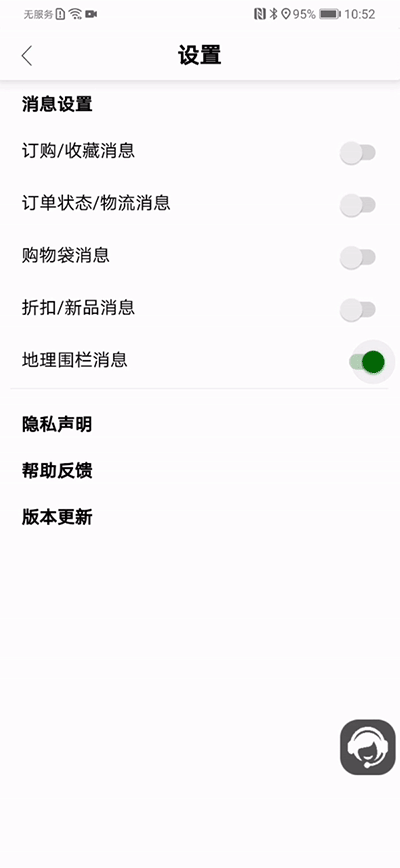 无服务 95% 10:52
设置
消息设置
订购/收藏消息
订单状态/物流消息
购物袋消息
折扣/新品消息
地理围栏消息
隐私声明
帮助反馈
版本更新